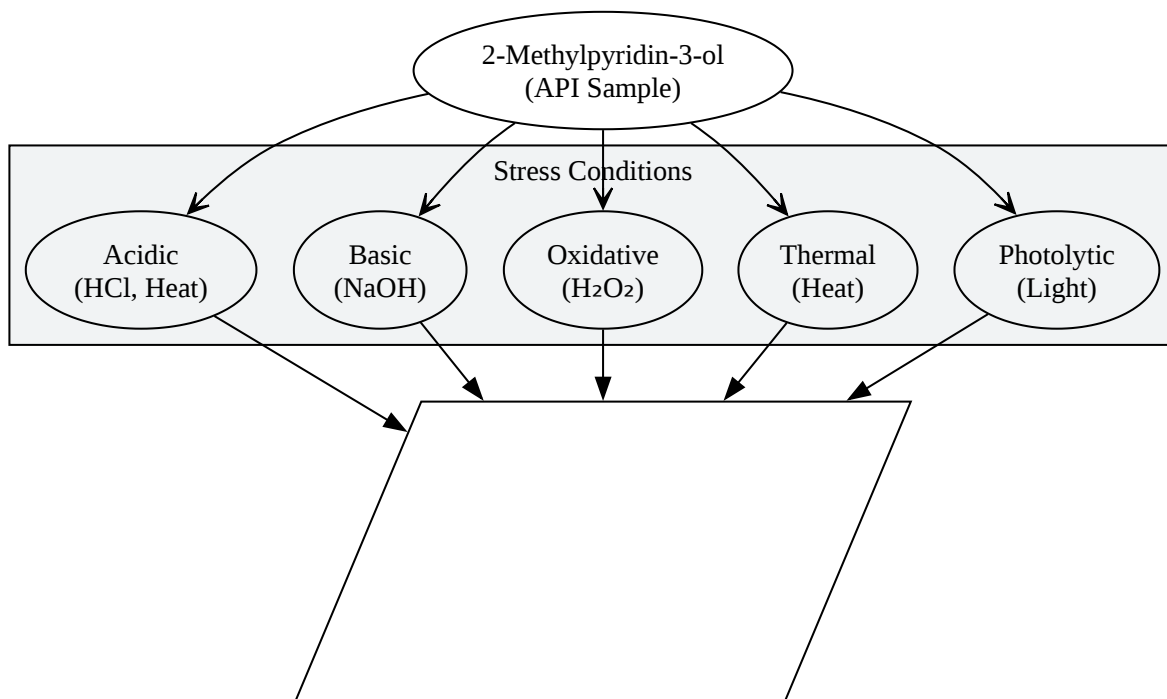 2-Methylpyridin-3-ol
(API Sample)
Stress Conditions
Acidic
(HCl, Heat)
Basic
(NaOH)
Oxidative
(H₂O₂)
Thermal
(Heat)
Photolytic
(Light)